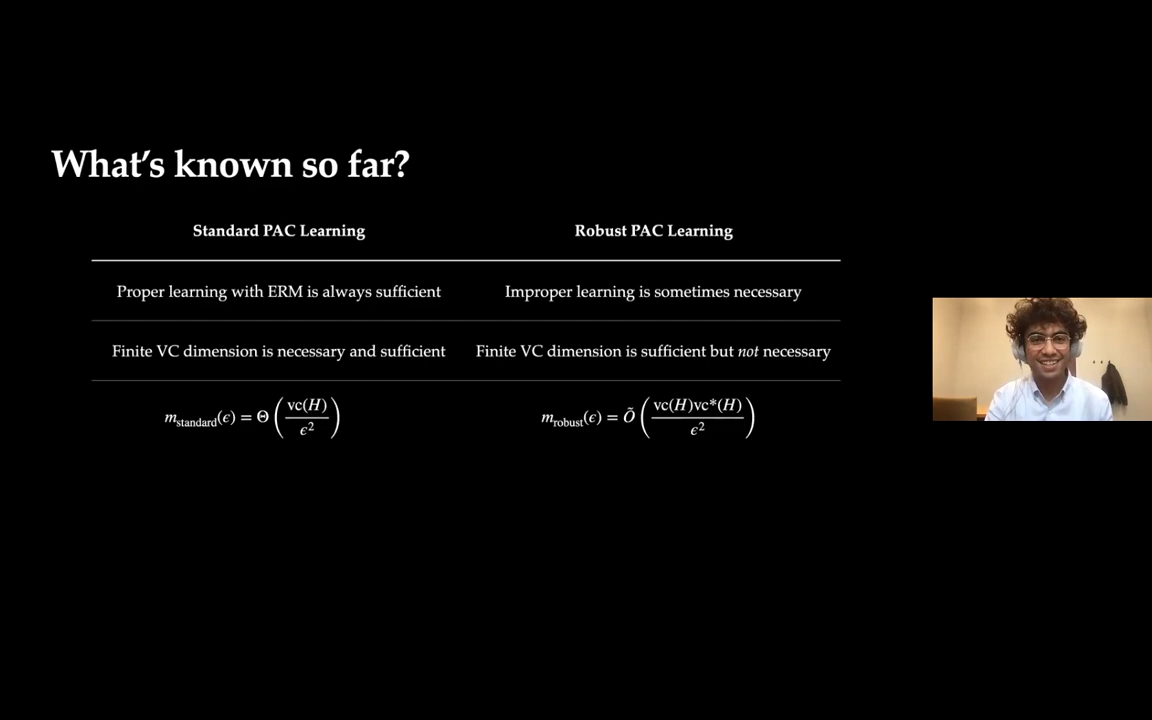 What's known so far?
Standard PAC Learning
Robust PAC Learning
Proper learning with ERM is always sufficient
Improper learning is sometimes necessary
Finite VC dimension is necessary and sufficient
Finite VC dimension is sufficient but not necessary
m_standard(ϵ) = Θ(vc(H)/ϵ²)
m_robust(ϵ) = Õ(vc(H)vc*(H)/ϵ²)